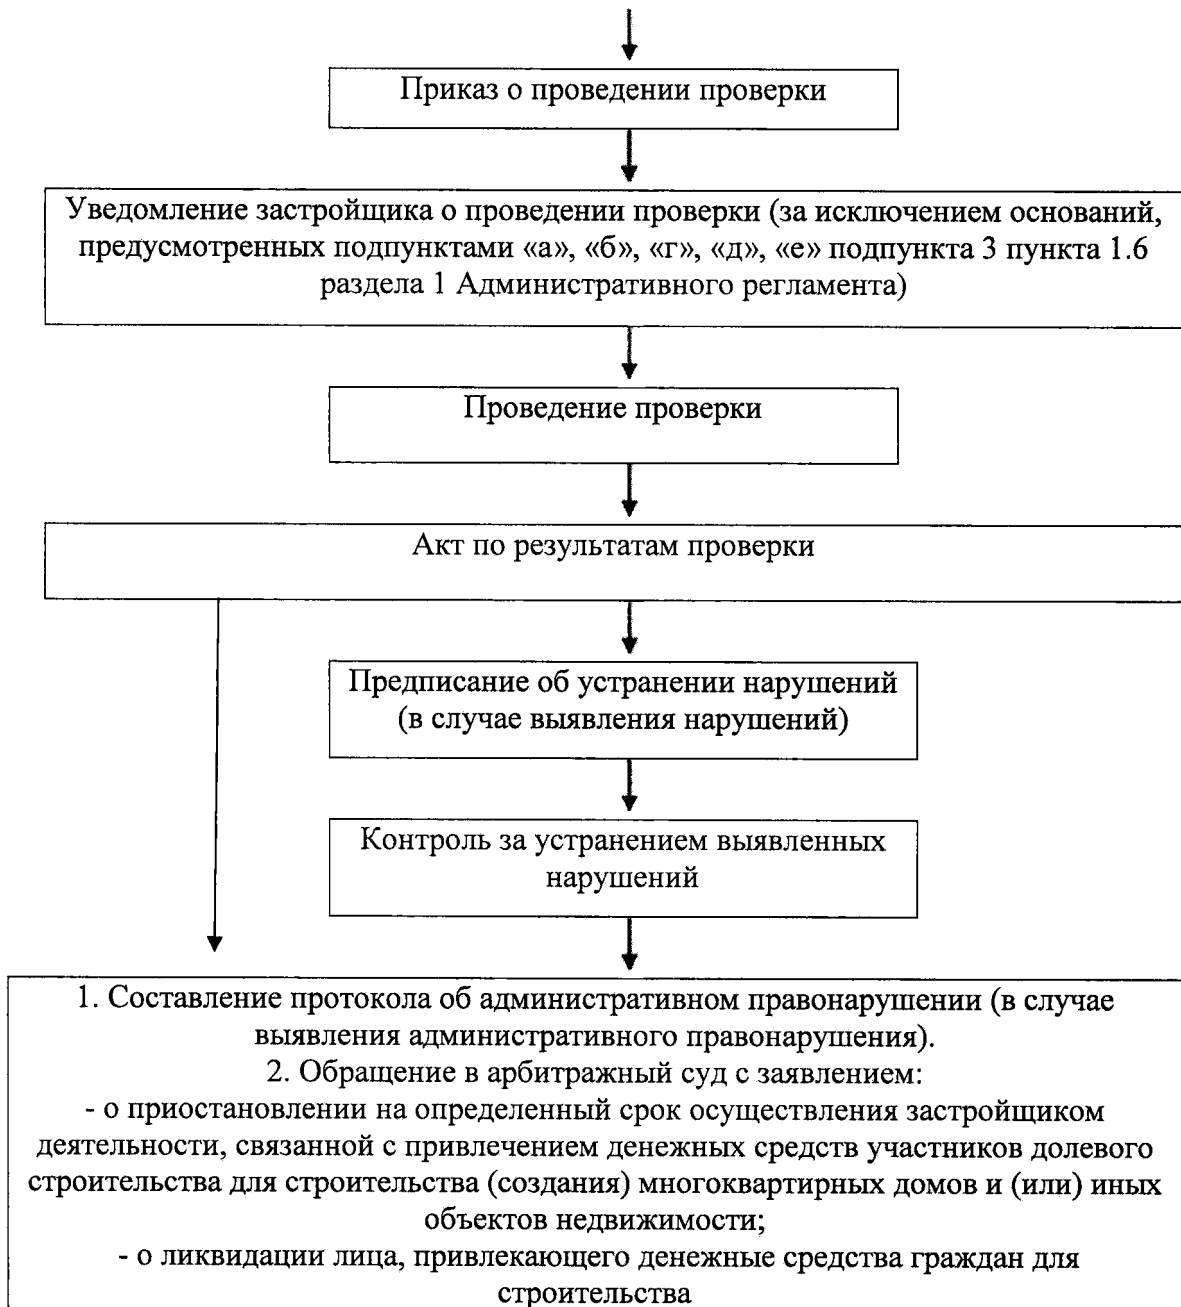 Приказ о проведении проверки
Уведомление застройщика о проведении проверки (за исключением оснований,
предусмотренных подпунктами «а», «б», «г», «д», «е» подпункта 3 пункта 1.6
раздела 1 Административного регламента)
Проведение проверки
Акт по результатам проверки
Предписание об устранении нарушений
(в случае выявления нарушений)
Контроль за устранением выявленных
нарушений
1. Составление протокола об административном правонарушении (в случае
выявления административного правонарушения).
2. Обращение в арбитражный суд с заявлением:
- о приостановлении на определенный срок осуществления застройщиком
деятельности, связанной с привлечением денежных средств участников долевого
строительства для строительства (создания) многоквартирных домов и (или) иных
объектов недвижимости;
- о ликвидации лица, привлекающего денежные средства граждан для
строительства